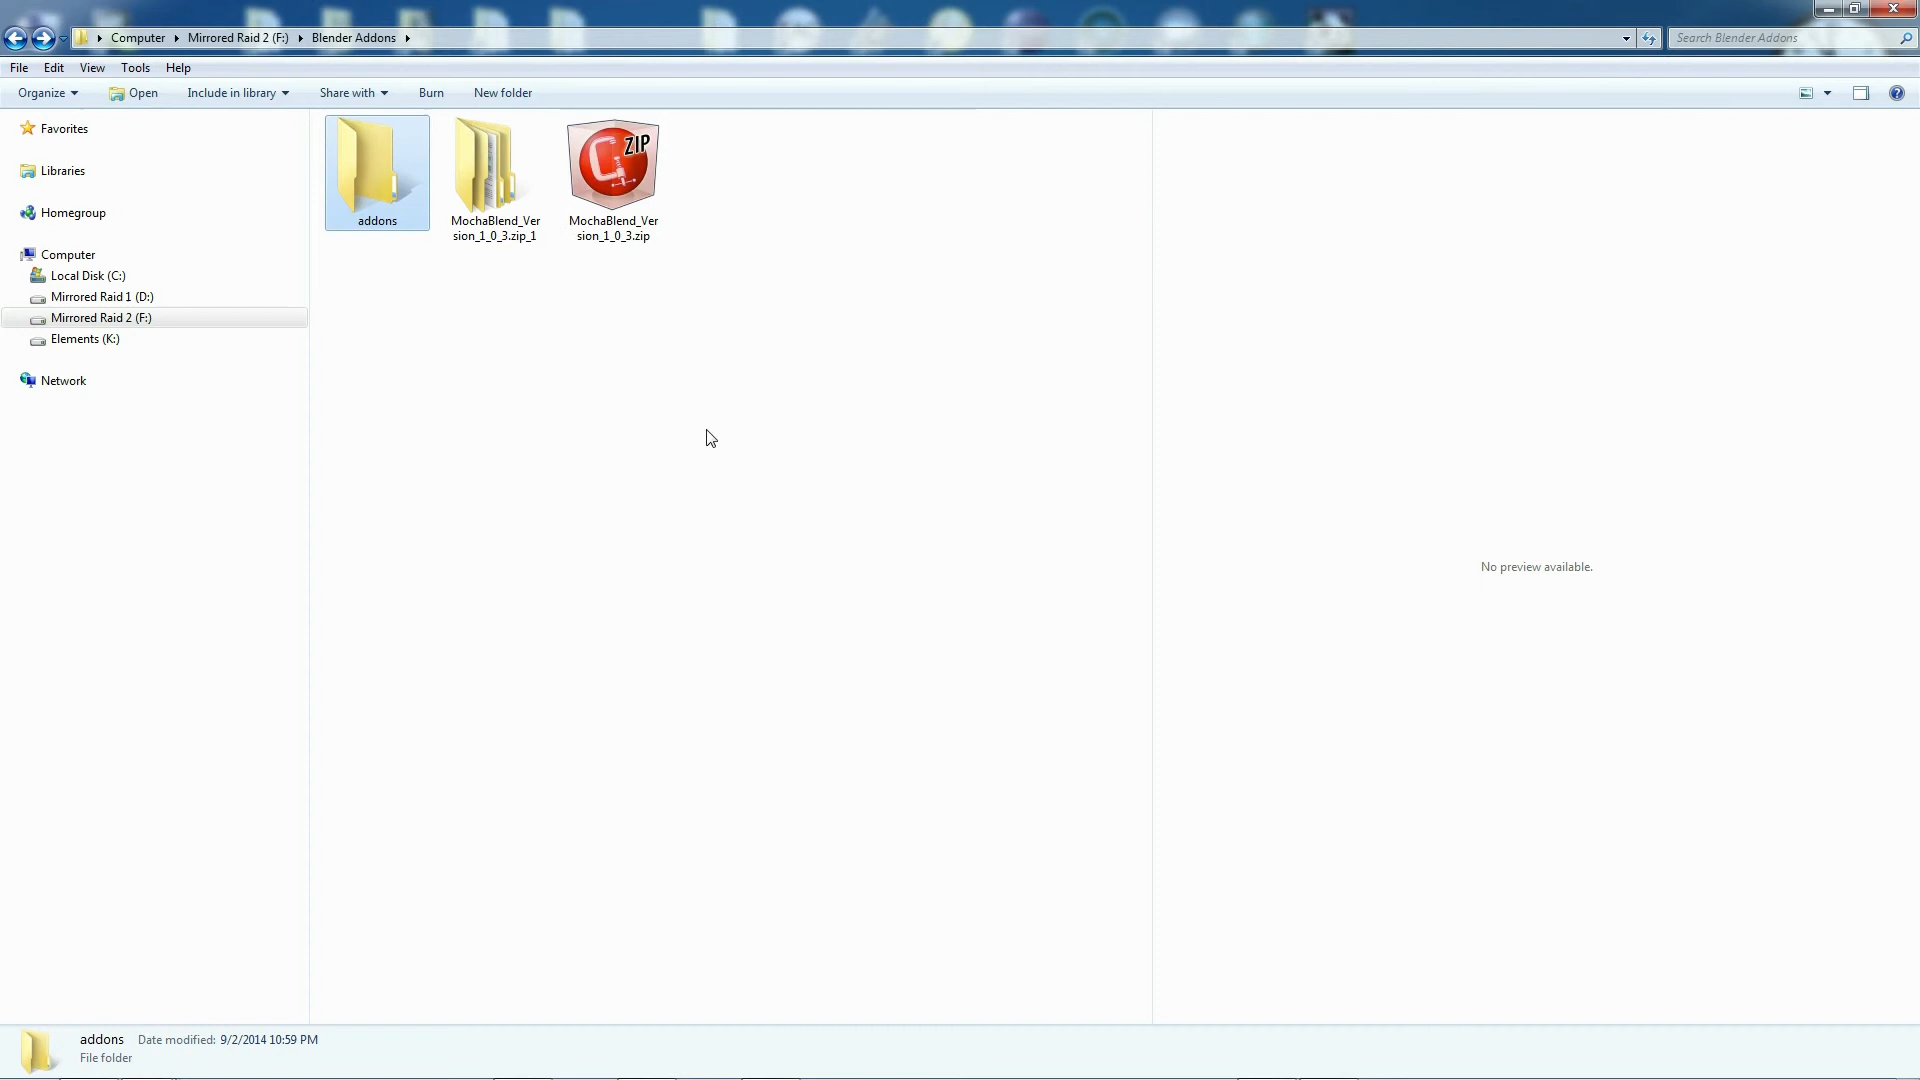 Computer Mirrored Raid 2 (F:) Blender Addons
Search Blender Addons
File Edit View Tools Help
Organize Open Include in library Share with Burn New folder
Favorites
Libraries
Homegroup
Computer
Local Disk (C:)
Mirrored Raid 1 (D:)
Mirrored Raid 2 (F:)
Elements (K:)
Network
addons
MochaBlend_Ver
sion_1_0_3.zip_1
ZIP
MochaBlend_Ver
sion_1_0_3.zip
No preview available.
addons Date modified: 9/2/2014 10:59 PM
File folder